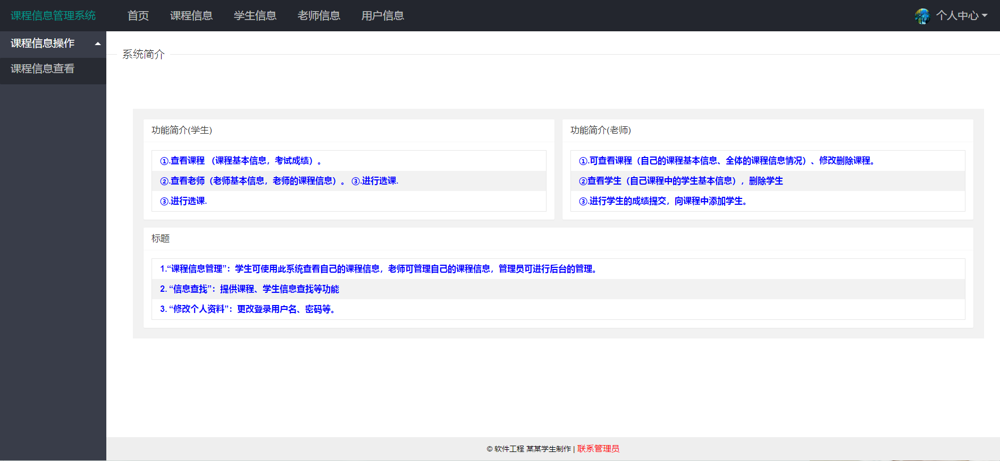 课程信息管理系统 首页 课程信息 学生信息 老师信息 用户信息 个人中心
课程信息操作
课程信息查看
系统简介
功能简介(学生)
①.查看课程 （课程基本信息，考试成绩）。
②.查看老师（老师基本信息，老师的课程信息）。 ③.进行选课.
③.进行选课.
功能简介(老师)
①.可查看课程（自己的课程基本信息、全体的课程信息情况）、修改删除课程。
②查看学生（自己课程中的学生基本信息），删除学生
③.进行学生的成绩提交，向课程中添加学生。
标题
1.“课程信息管理”：学生可使用此系统查看自己的课程信息，老师可管理自己的课程信息，管理员可进行后台的管理。
2. “信息查找”：提供课程、学生信息查找等功能
3. “修改个人资料”：更改登录用户名、密码等。
© 软件工程 某某学生制作 | 联系管理员